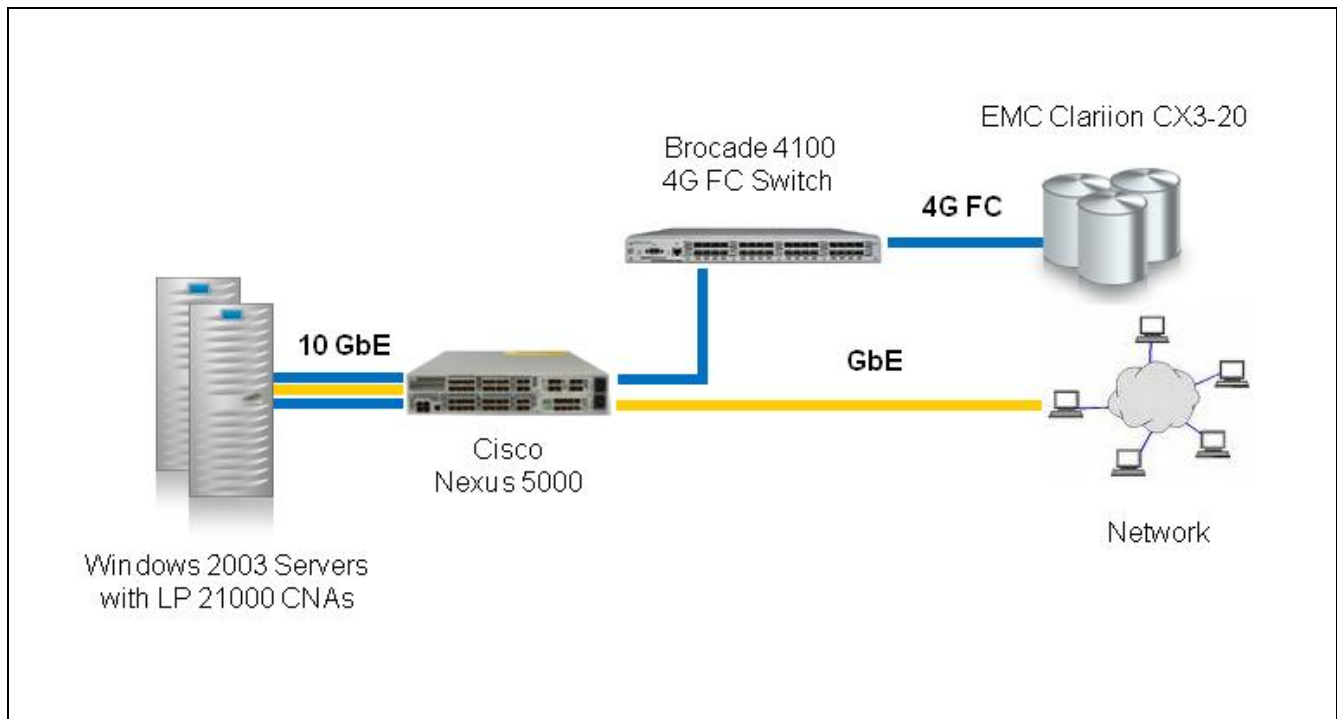 EMC Clariion CX3-20
Brocade 4100
4G FC Switch
4G FC
10 GbE
GbE
Cisco
Nexus 5000
Network
Windows 2003 Servers
with LP 21000 CNAs